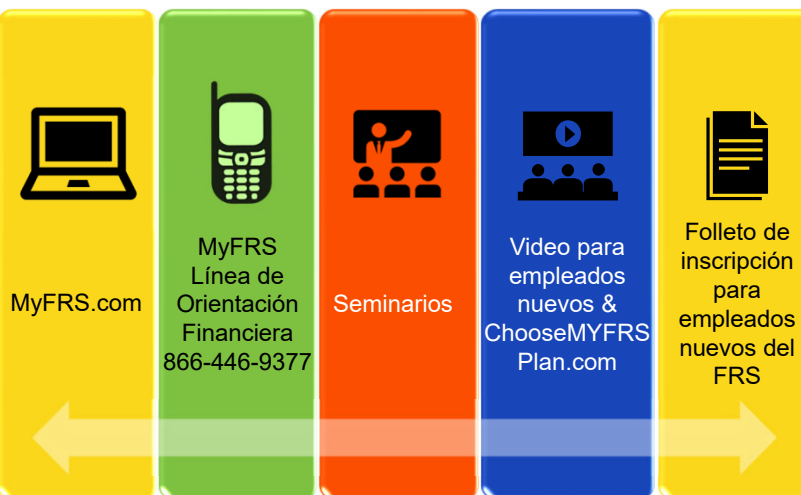 MyFRS.com
MyFRS
Línea de
Orientación
Financiera
866-446-9377
Seminarios
Video para
empleados
nuevos &
ChooseMYFRS
Plan.com
Folleto de
inscripción
para
empleados
nuevos del
FRS